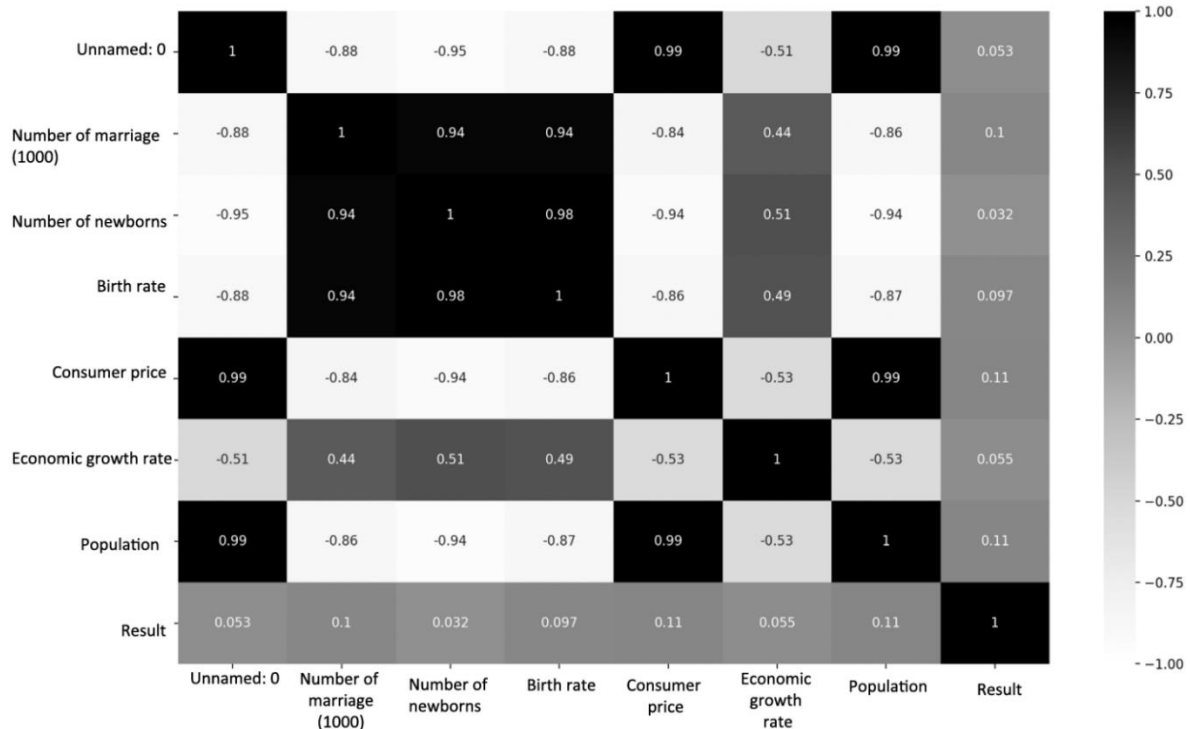 1.00
Unnamed: 0 1 -0.88 -0.95 -0.88 0.99 -0.51 0.99 0.053
0.75
Number of marriage
(1000)
-0.88 1 0.94 0.94 -0.84 0.44 -0.86 0.1
0.50
Number of newborns -0.95 0.94 1 0.98 -0.94 0.51 -0.94 0.032
0.25
Birth rate -0.88 0.94 0.98 1 -0.86 0.49 -0.87 0.097
0.00
Consumer price 0.99 -0.84 -0.94 -0.86 1 -0.53 0.99 0.11
−0.25
Economic growth rate -0.51 0.44 0.51 0.49 -0.53 1 -0.53 0.055
−0.50
Population 0.99 -0.86 -0.94 -0.87 0.99 -0.53 1 0.11
−0.75
Result 0.053 0.1 0.032 0.097 0.11 0.055 0.11 1
−1.00
Unnamed: 0
Number of
marriage
(1000)
Number of
newborns
Birth rate
Consumer
price
Economic
growth
rate
Population
Result